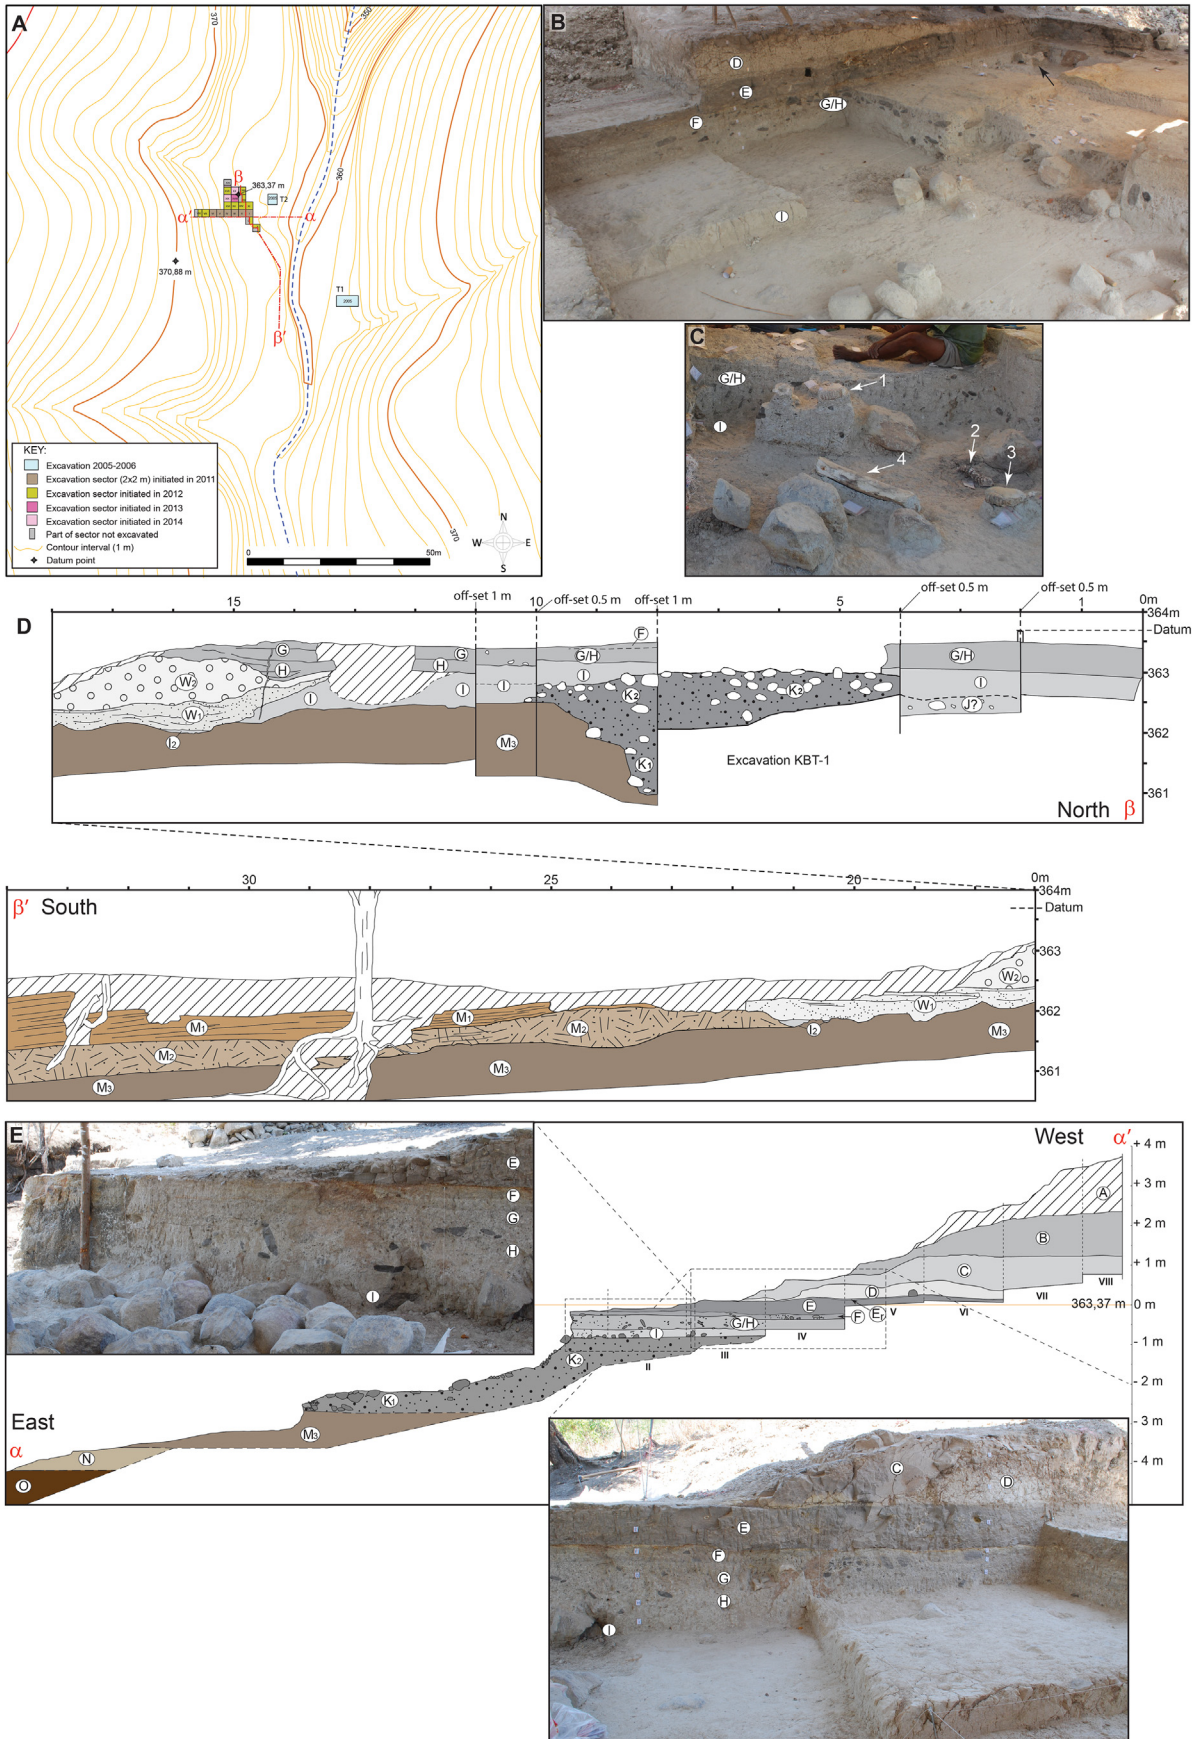 A
370
350
360
β
363,37 m
2005
T2
α'
α
370,88 m
T1
2005
β'
370
KEY:
Excavation 2005-2006
Excavation sector (2x2 m) initiated in 2011
Excavation sector initiated in 2012
Excavation sector initiated in 2013
Excavation sector initiated in 2014
Part of sector not excavated
Contour interval (1 m)
Datum point
0
50m
N
W
E
S
B
D
E
G/H
F
I
C
G/H
1
I
2
3
4
D
off-set 1 m
off-set 0.5 m
off-set 1 m
off-set 0.5 m
off-set 0.5 m
15
10
5
1
0m
364m
Datum
363
362
361
F
G
G
G/H
G/H
H
H
I
I
I
I
I
W2
W1
I2
K2
K2
K1
J?
M3
Excavation KBT-1
North β
30
25
20
0m
364m
β' South
Datum
363
362
361
W2
W1
I2
M1
M1
M2
M2
M3
M3
M3
E
E
F
G
H
I
West α'
+ 4 m
+ 3 m
+ 2 m
+ 1 m
0 m
- 1 m
- 2 m
- 3 m
- 4 m
363,37 m
A
B
C
D
E
F
Ef
G/H
I
K2
K1
M3
N
O
II
III
IV
V
VI
VII
VIII
East
α
C
D
E
F
G
H
I